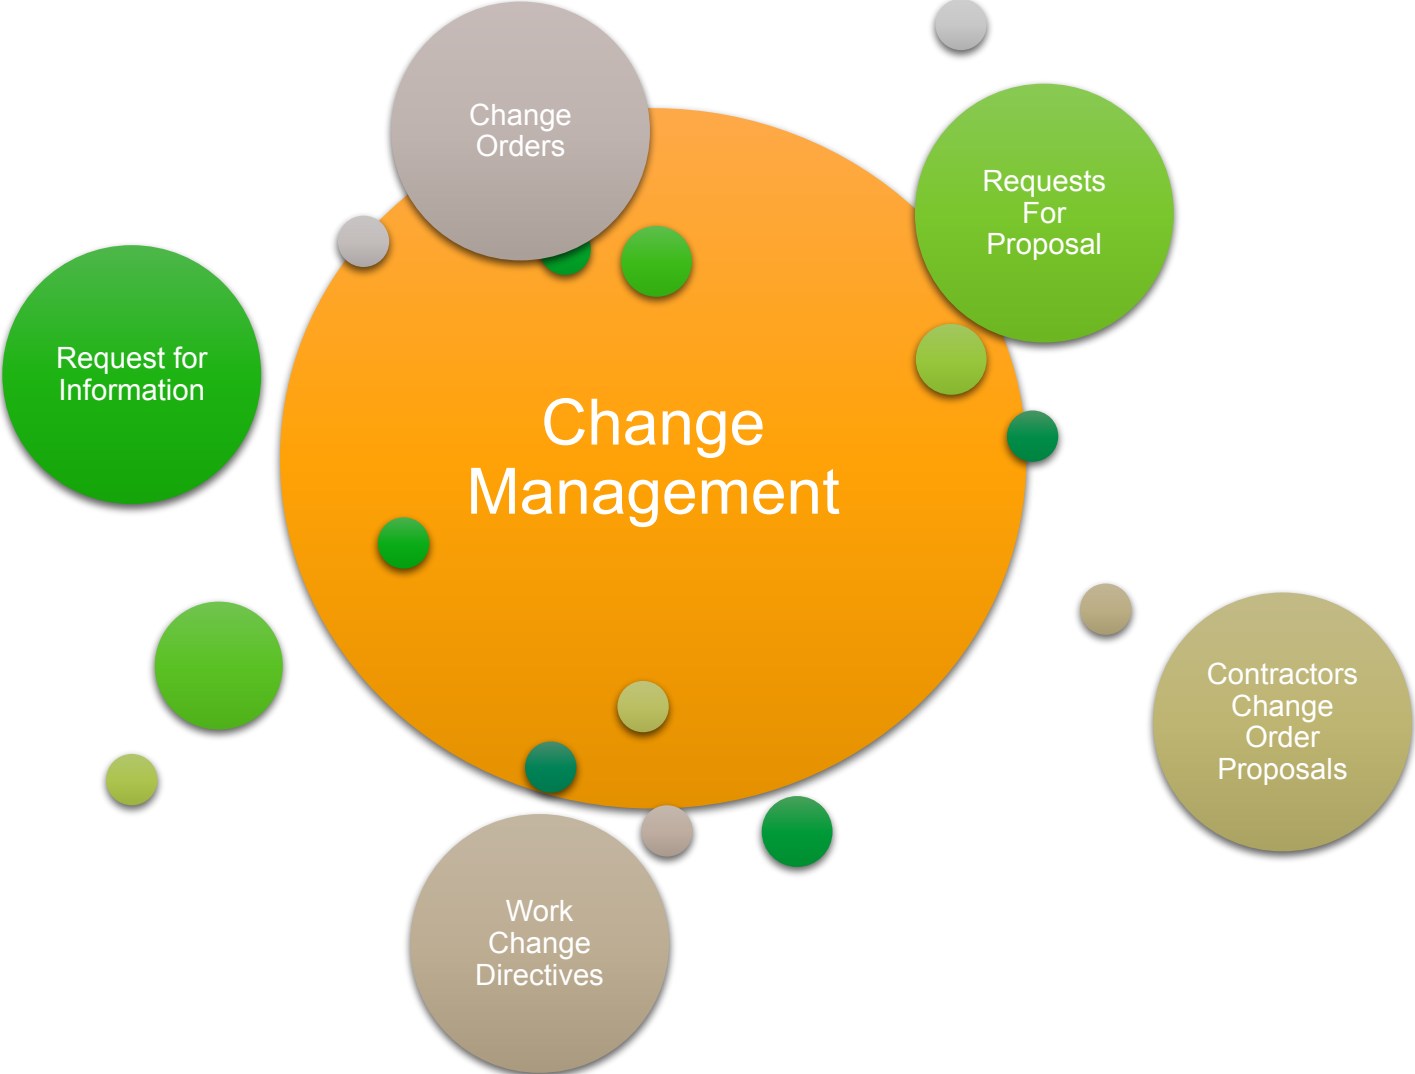 Change
Orders
Requests
For
Proposal
Request for
Information
Change
Management
Contractors
Change
Order
Proposals
Work
Change
Directives